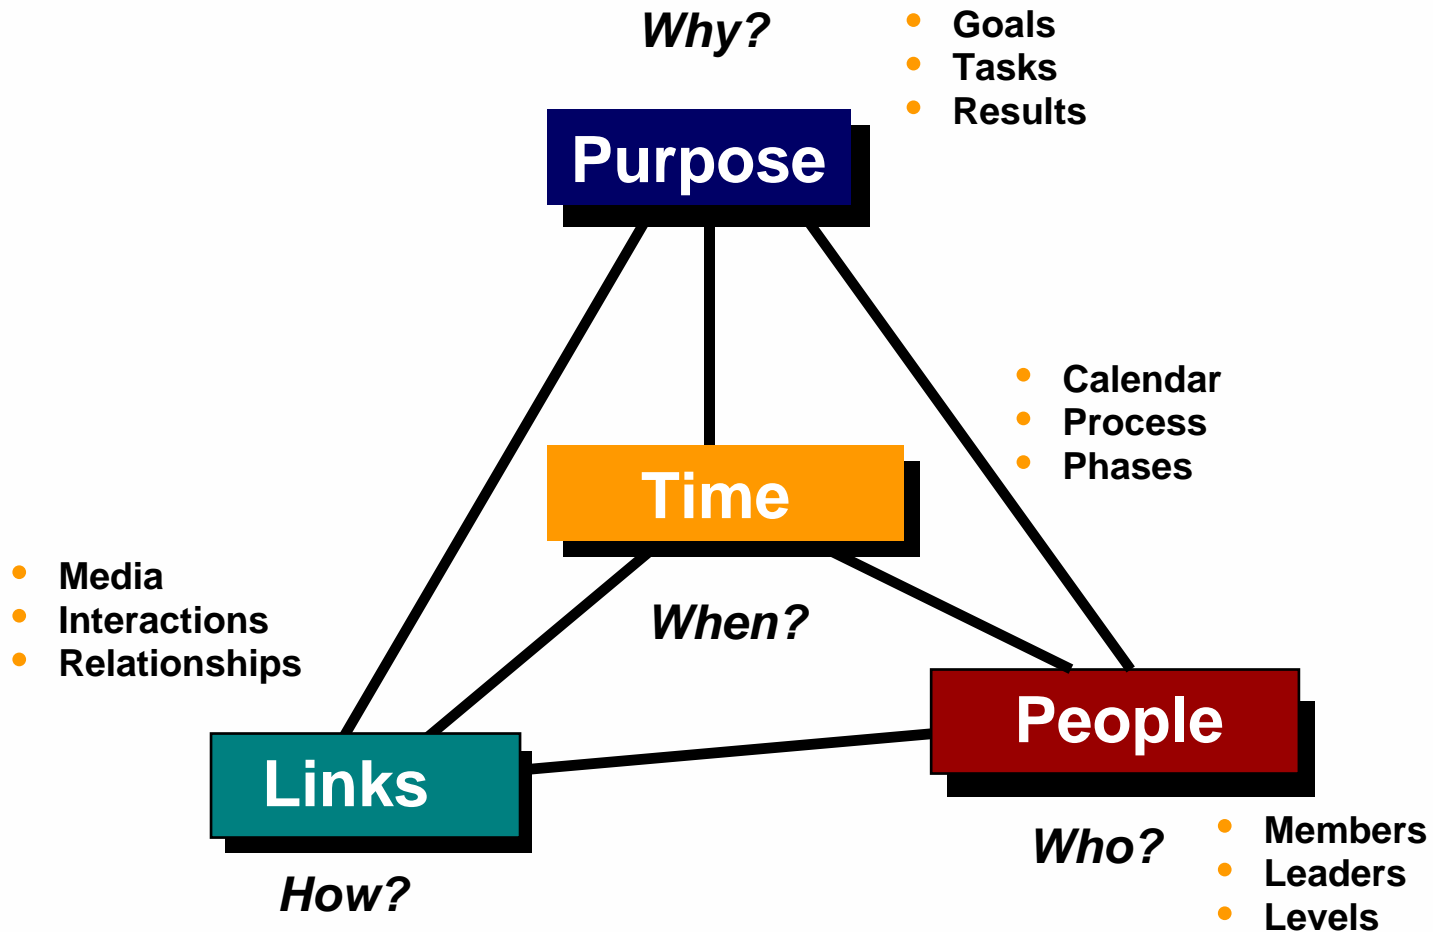 Why?
• Goals
• Tasks
• Results
Purpose
• Calendar
• Process
• Phases
Time
When?
• Media
• Interactions
• Relationships
People
Links
Who?
• Members
• Leaders
• Levels
How?